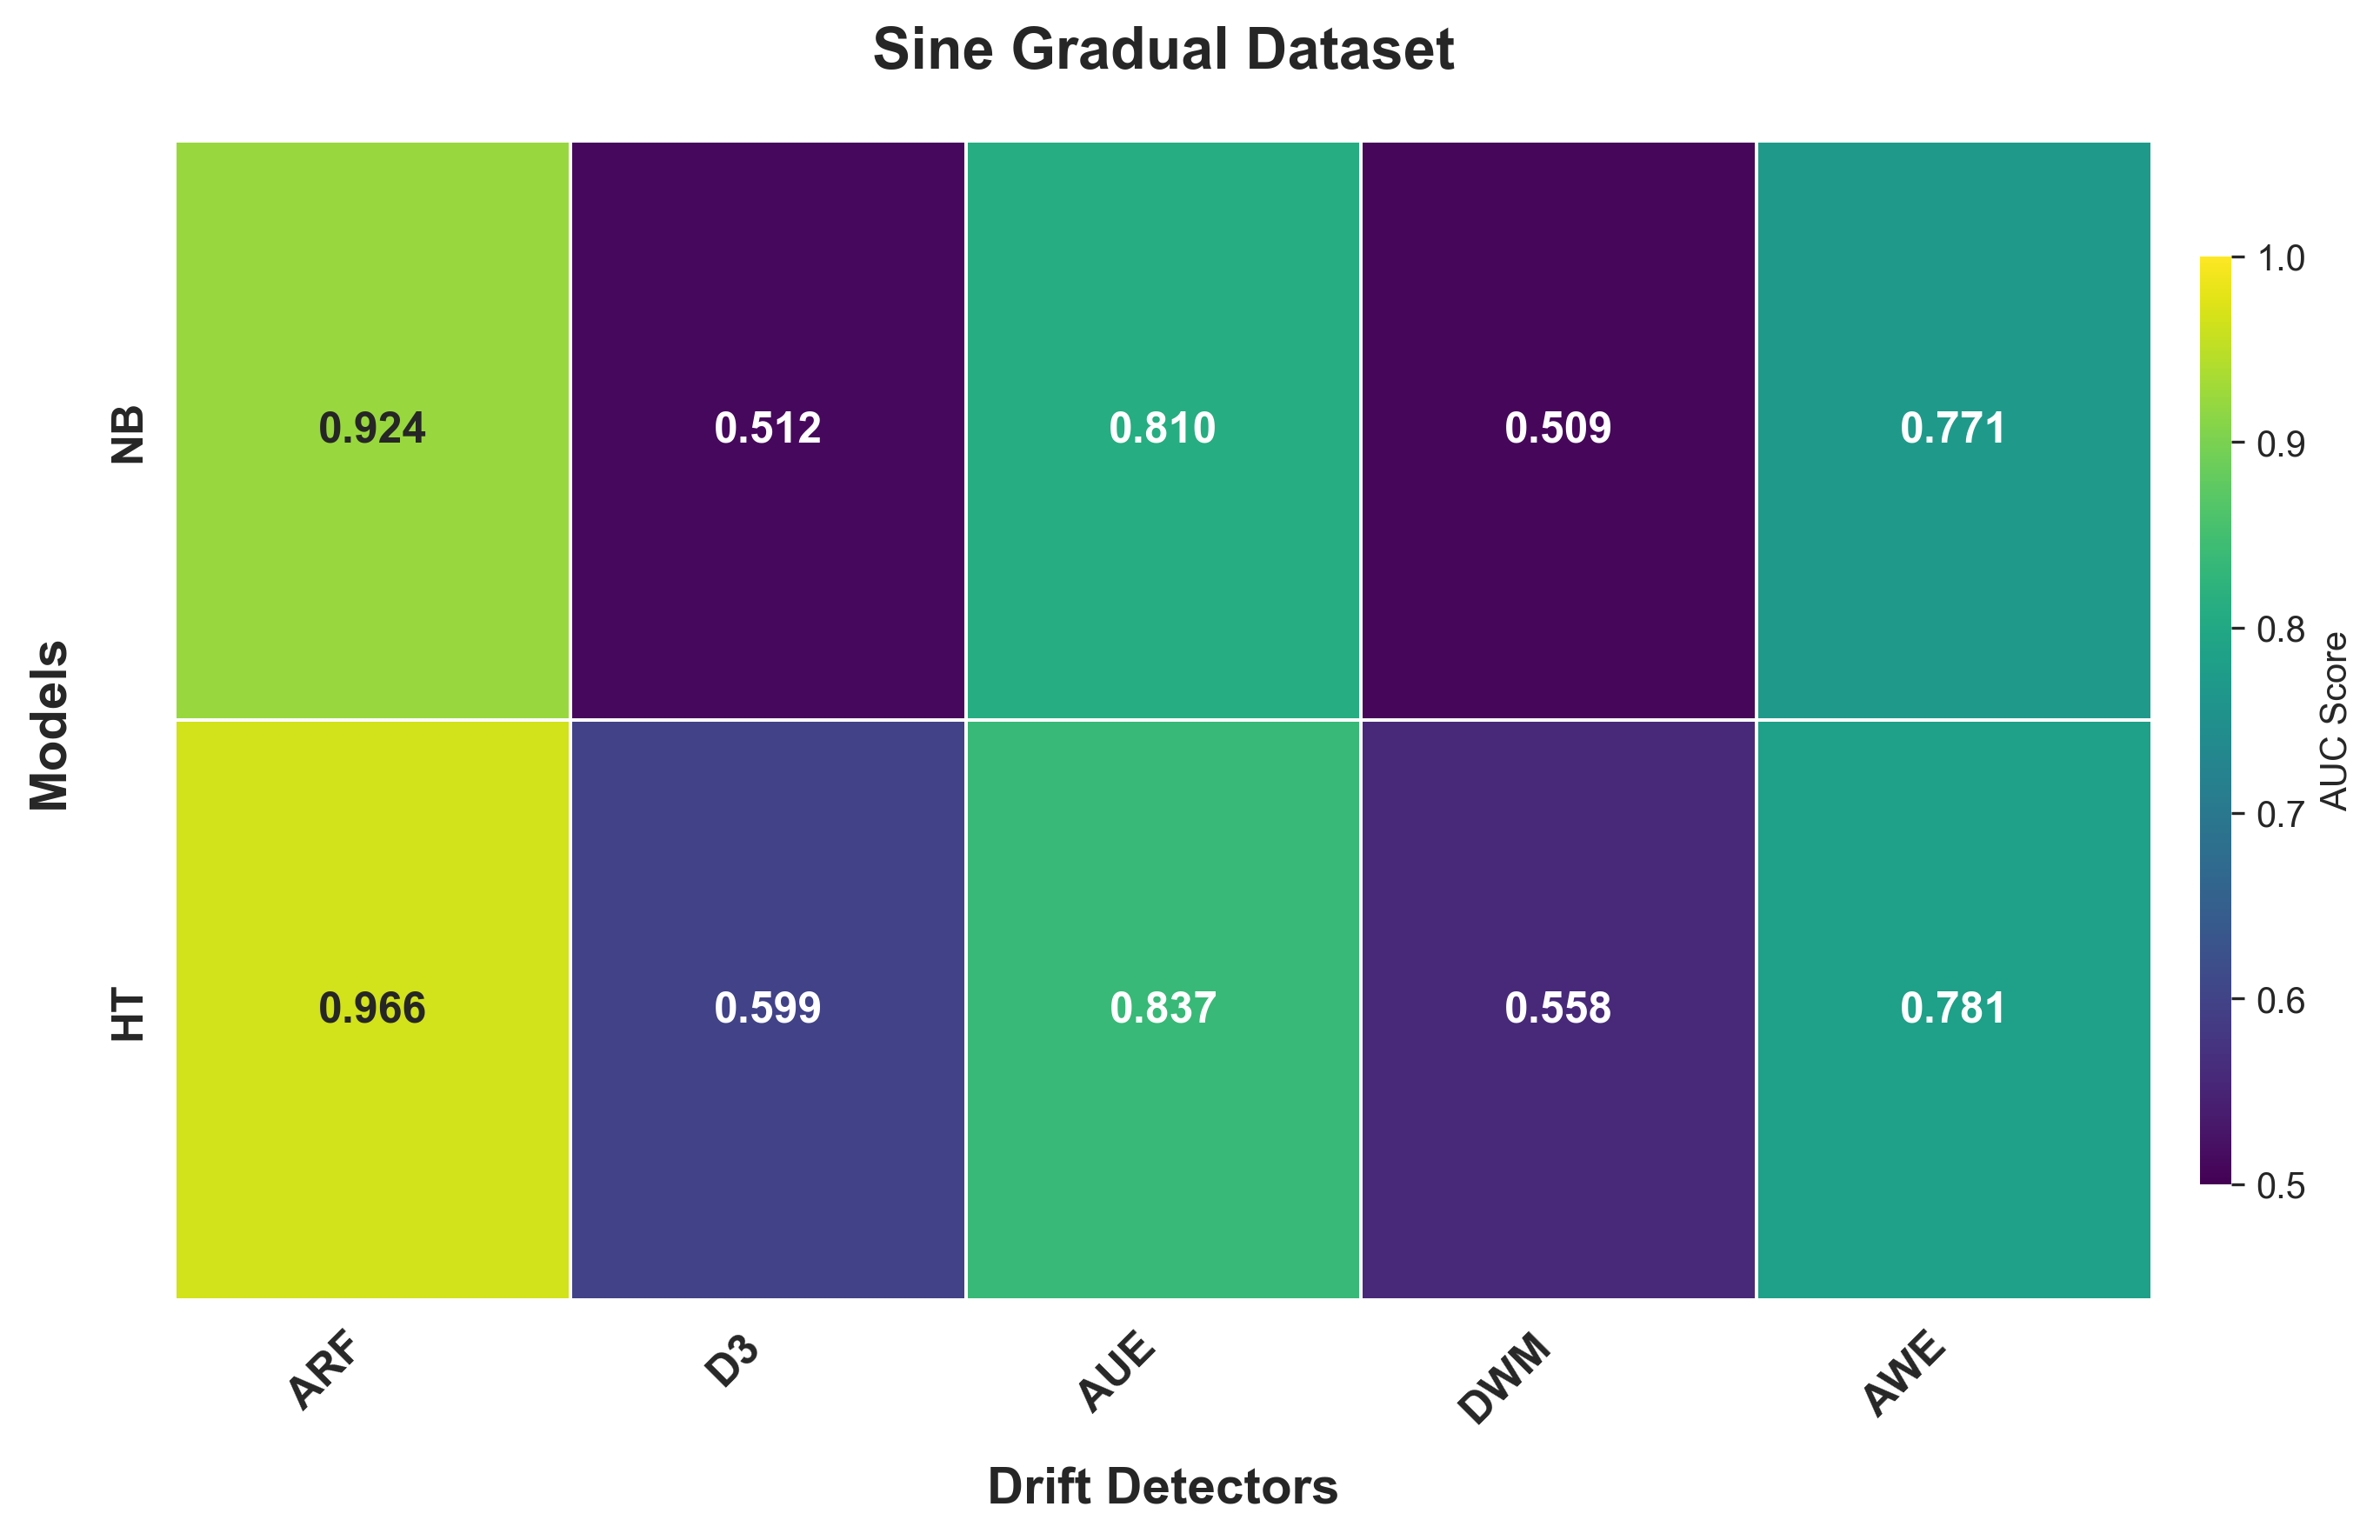 Sine Gradual Dataset
Models
NB
0.924 0.512 0.810 0.509 0.771
HT
0.966 0.599 0.837 0.558 0.781
ARF D3 AUE DWM AWE
Drift Detectors
1.0
0.9
0.8
0.7
0.6
0.5
AUC Score